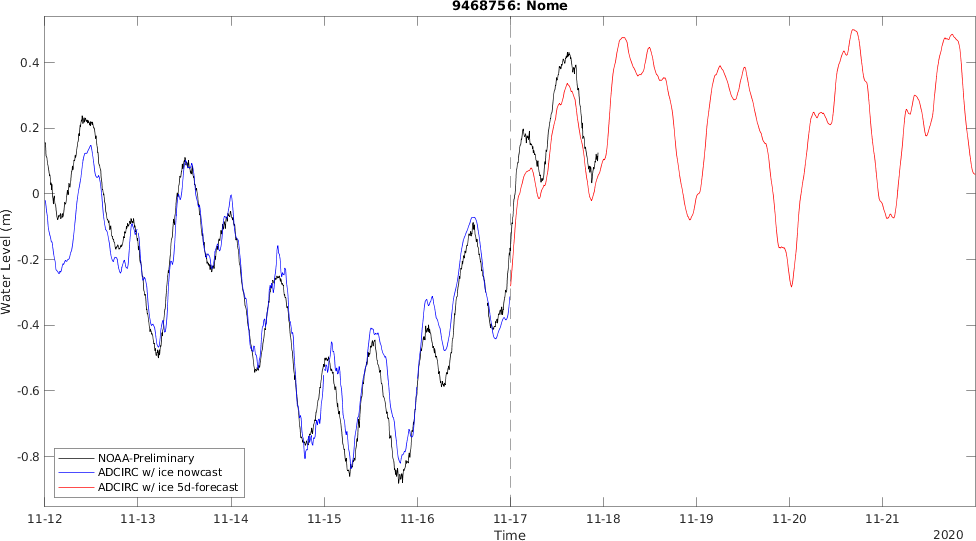 9468756: Nome
0.4
0.2
0
-0.2
-0.4
-0.6
-0.8
Water Level (m)
NOAA-Preliminary
ADCIRC w/ ice nowcast
ADCIRC w/ ice 5d-forecast
11-12 11-13 11-14 11-15 11-16 11-17 11-18 11-19 11-20 11-21
Time
2020